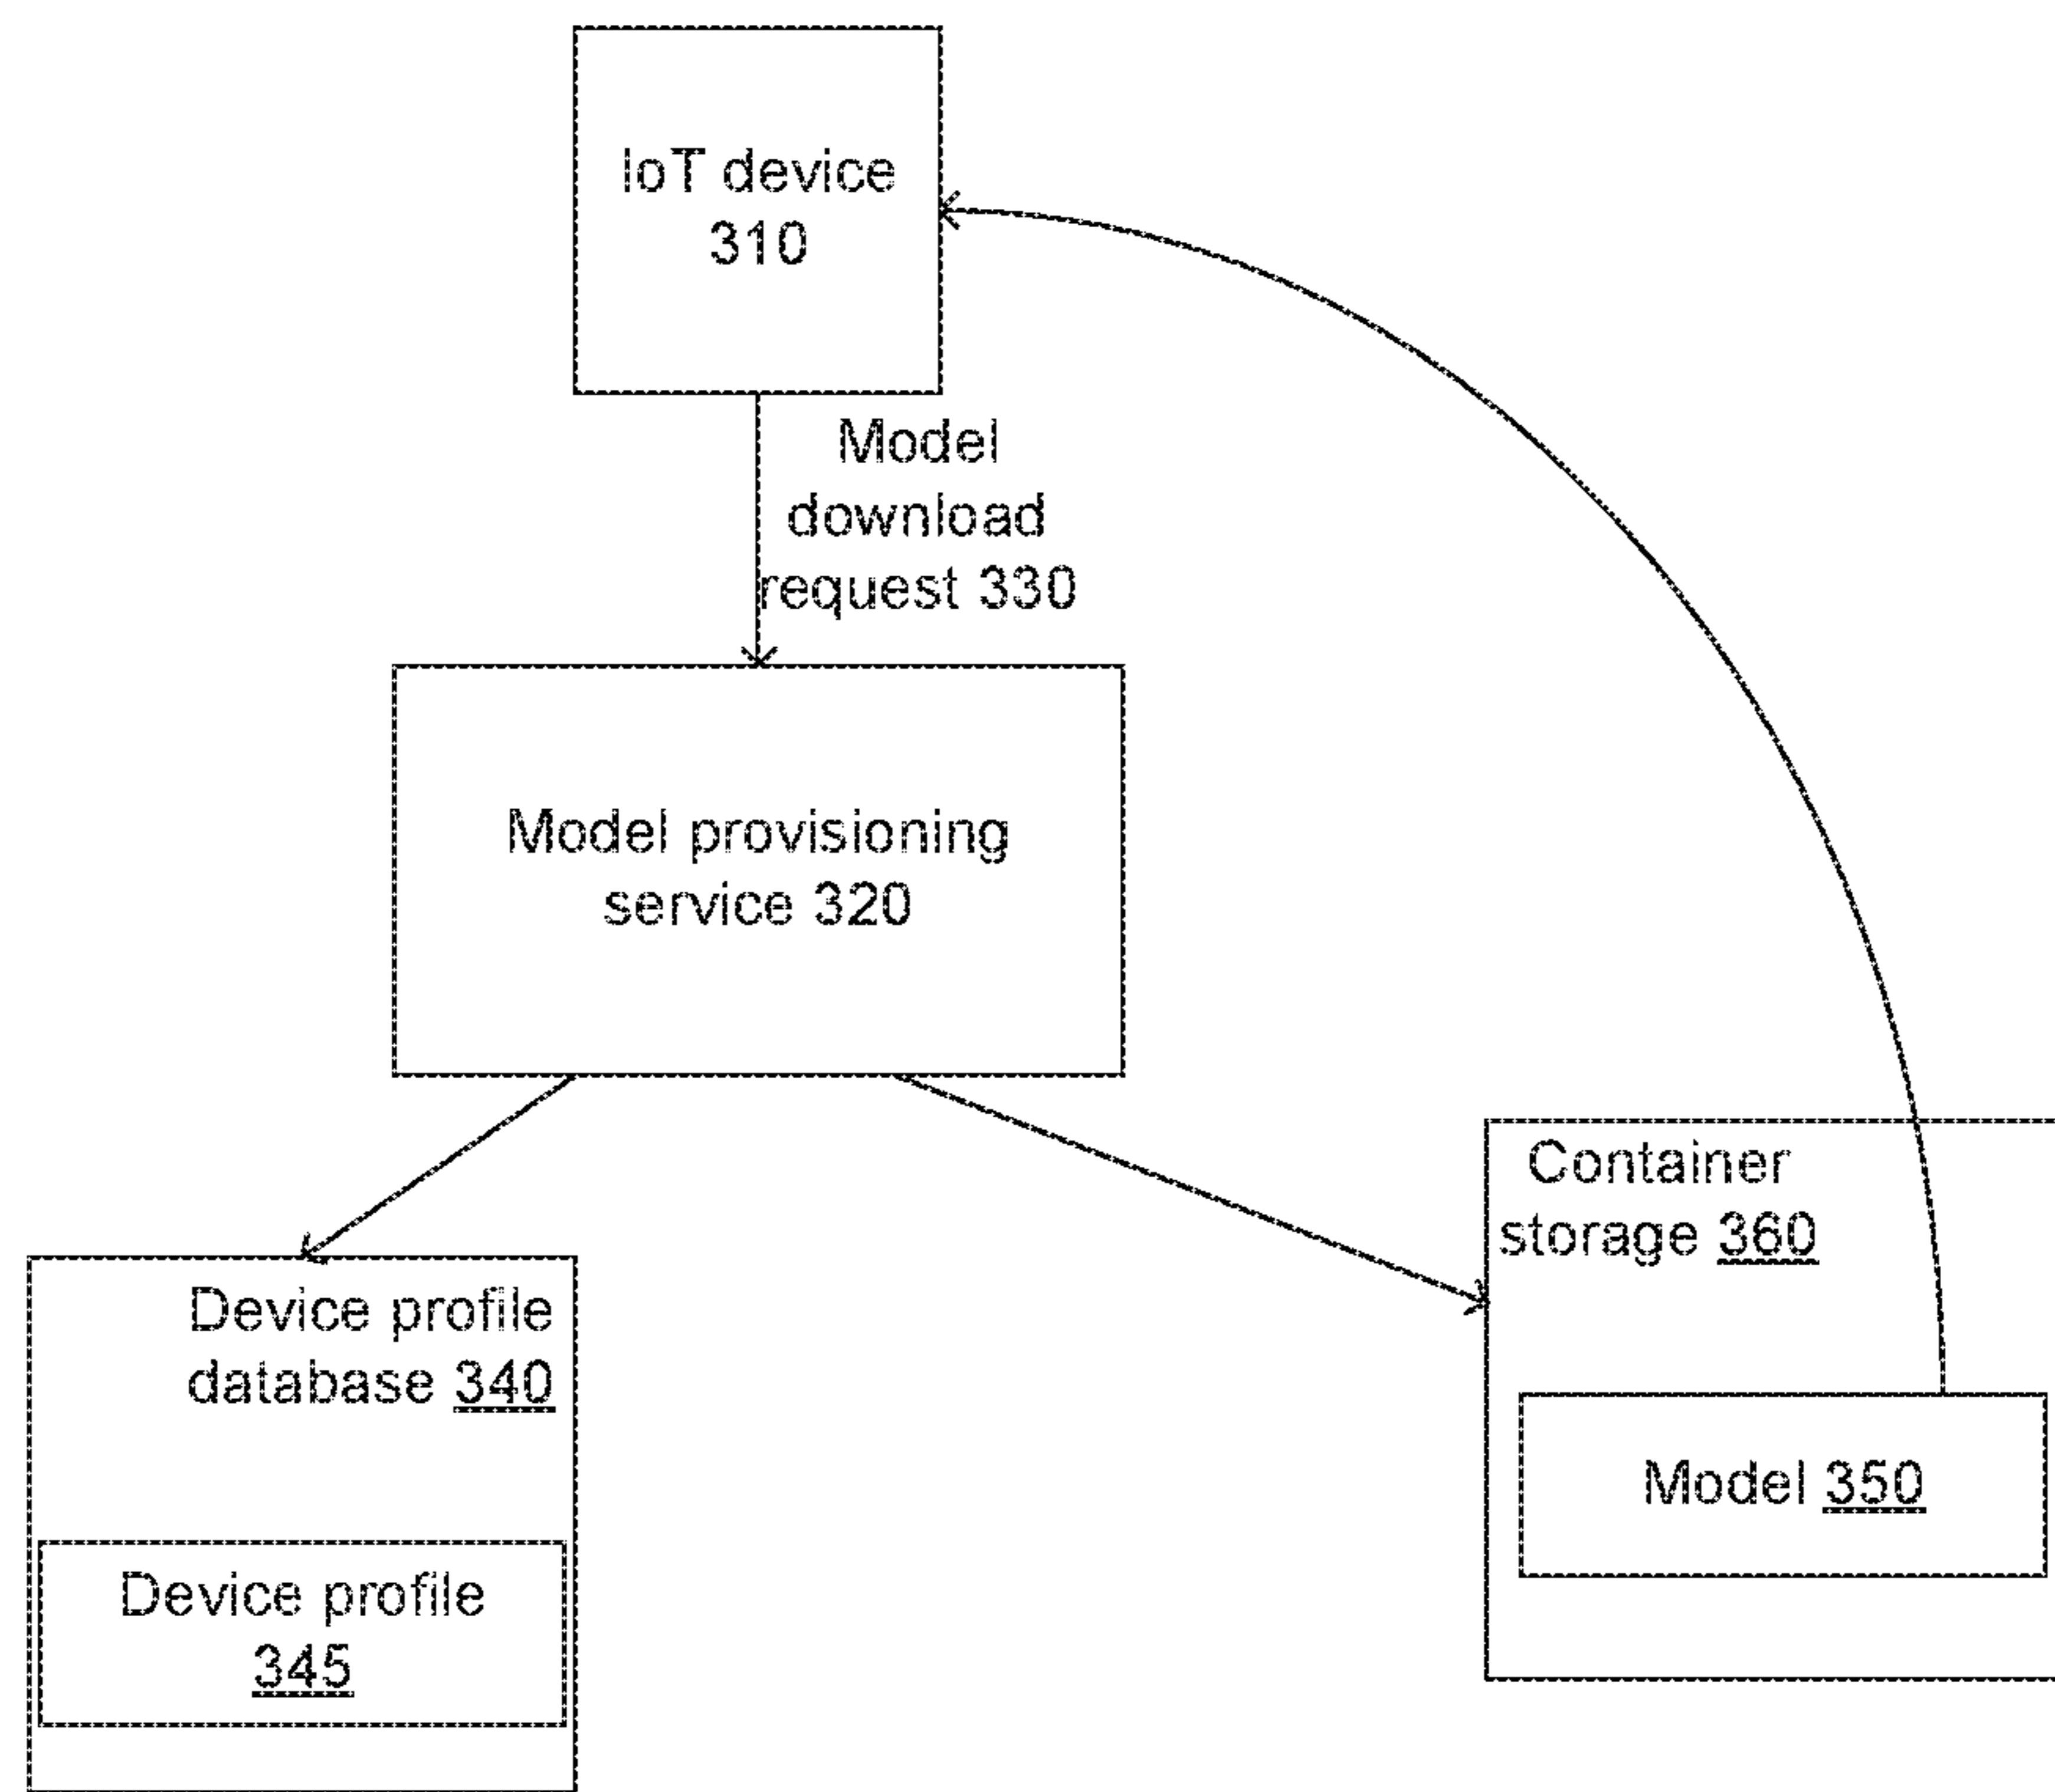 IoT device
310
Model
download
request 330
Model provisioning
service 320
Container
storage 360
Device profile
database 340
Model 350
Device profile
345